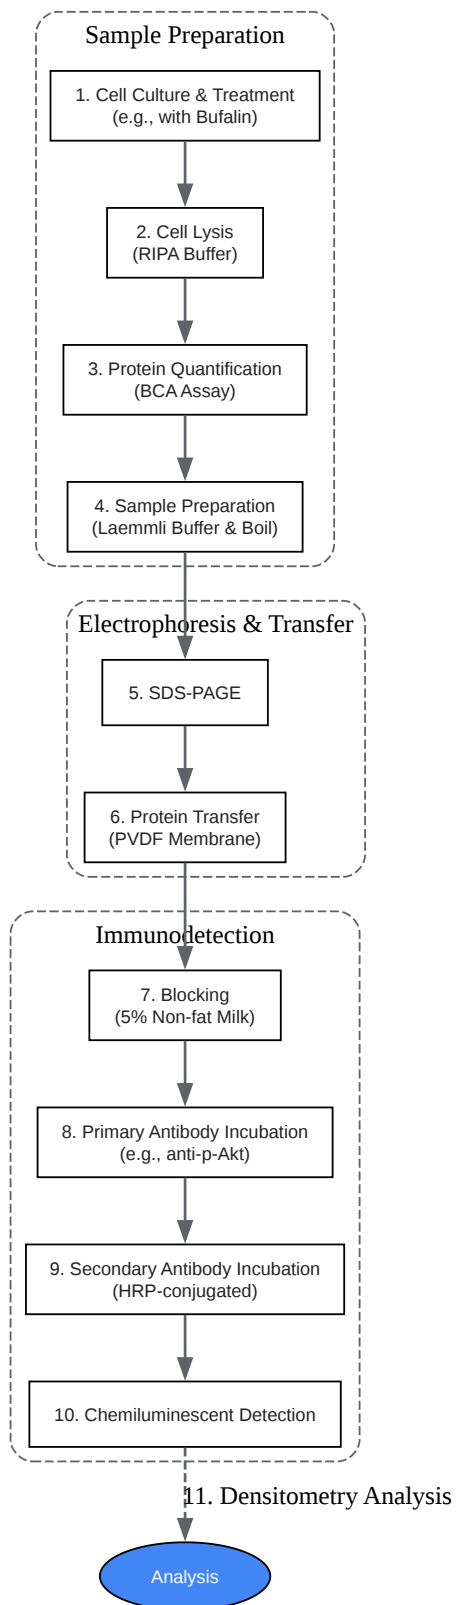 Sample Preparation
1. Cell Culture & Treatment
(e.g., with Bufalin)
2. Cell Lysis
(RIPA Buffer)
3. Protein Quantification
(BCA Assay)
4. Sample Preparation
(Laemmli Buffer & Boil)
Electrophoresis & Transfer
5. SDS-PAGE
6. Protein Transfer
(PVDF Membrane)
Immunodetection
7. Blocking
(5% Non-fat Milk)
8. Primary Antibody Incubation
(e.g., anti-p-Akt)
9. Secondary Antibody Incubation
(HRP-conjugated)
10. Chemiluminescent Detection
11. Densitometry Analysis
Analysis